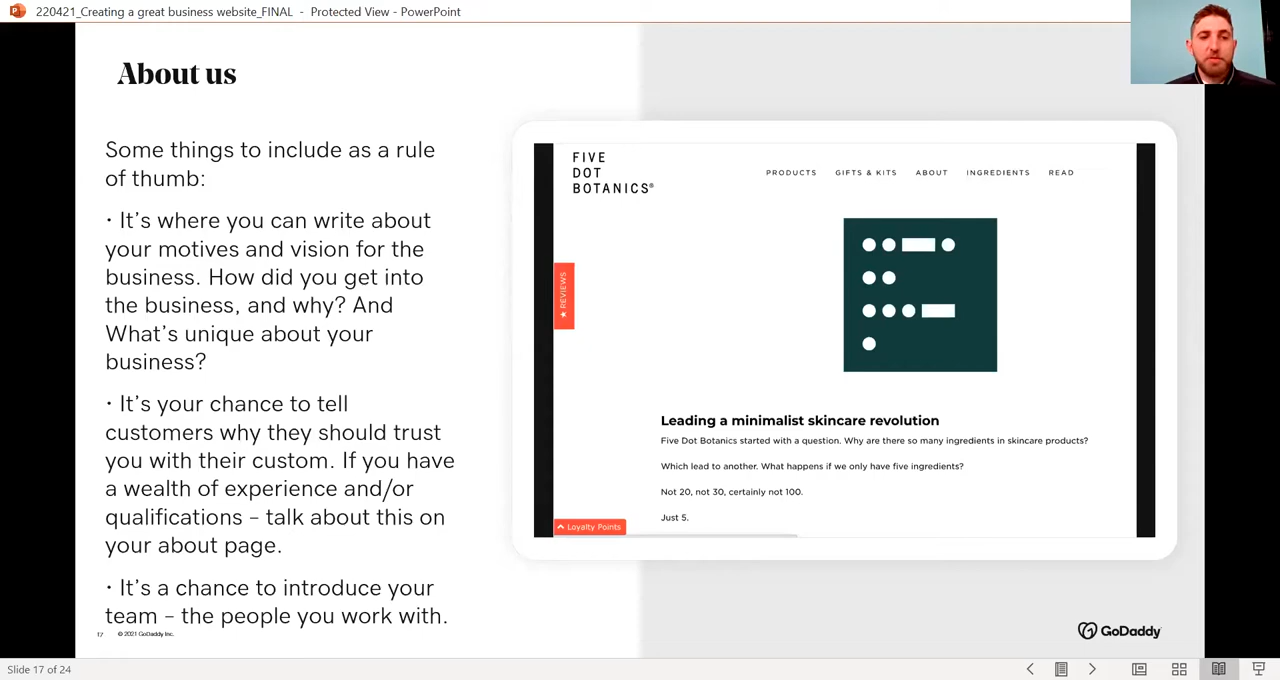 220421_Creating a great business website_FINAL - Protected View - PowerPoint
About us
Some things to include as a rule
of thumb:
· It’s where you can write about
your motives and vision for the
business. How did you get into
the business, and why? And
What’s unique about your
business?
· It’s your chance to tell
customers why they should trust
you with their custom. If you have
a wealth of experience and/or
qualifications – talk about this on
your about page.
· It’s a chance to introduce your
team – the people you work with.
17 © 2021 GoDaddy Inc.
FIVE
DOT
BOTANICS®
PRODUCTS GIFTS & KITS ABOUT INGREDIENTS READ
★ REVIEWS
Leading a minimalist skincare revolution
Five Dot Botanics started with a question. Why are there so many ingredients in skincare products?
Which lead to another. What happens if we only have five ingredients?
Not 20, not 30, certainly not 100.
Just 5.
Loyalty Points
GoDaddy
Slide 17 of 24